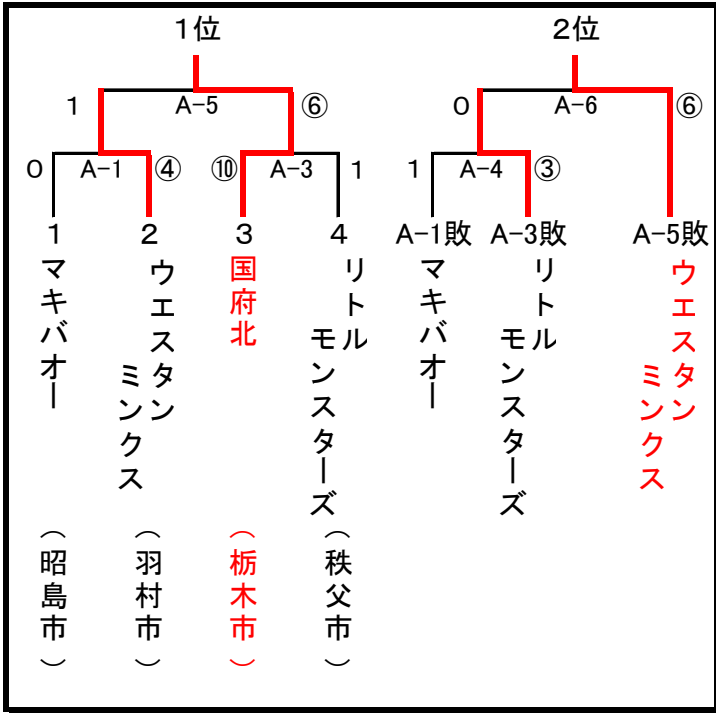 1位
2位
1
A-5
⑥
0
A-6
⑥
0
A-1
④
⑩
A-3
1
1
A-4
③
1
2
3
4
A-1敗
A-3敗
A-5敗
マキバオー
ウエスタン
ミンクス
国府北
リトル
モンスターズ
マキバオー
リトル
モンスターズ
ウエスタン
ミンクス
（昭島市）
（羽村市）
（栃木市）
（秩父市）